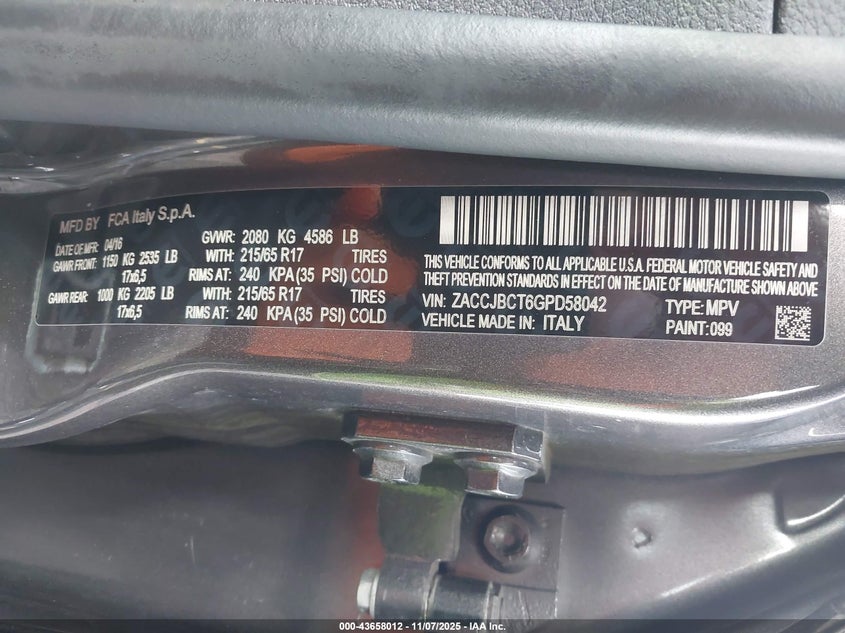 MFD BY FCA Italy S.p.A.
DATE OF MFR 04/16 GVWR: 2080 KG 4586 LB
GAWR FRONT: 1150 KG 2535 LB WITH: 215/65 R17 TIRES
17x6,5 RIMS AT: 240 KPA(35 PSI) COLD
GAWR REAR: 1000 KG 2205 LB WITH: 215/65 R17 TIRES
17x6,5 RIMS AT: 240 KPA(35 PSI) COLD
THIS VEHICLE CONFORMS TO ALL APPLICABLE U.S.A. FEDERAL MOTOR VEHICLE SAFETY AND
THEFT PREVENTION STANDARDS IN EFFECT ON THE DATE OF MANUFACTURE SHOWN ABOVE
VIN: ZACCJBCT6GPD58042 TYPE: MPV
VEHICLE MADE IN: ITALY PAINT: 099
000-43658012 - 11/07/2025 - IAA Inc.